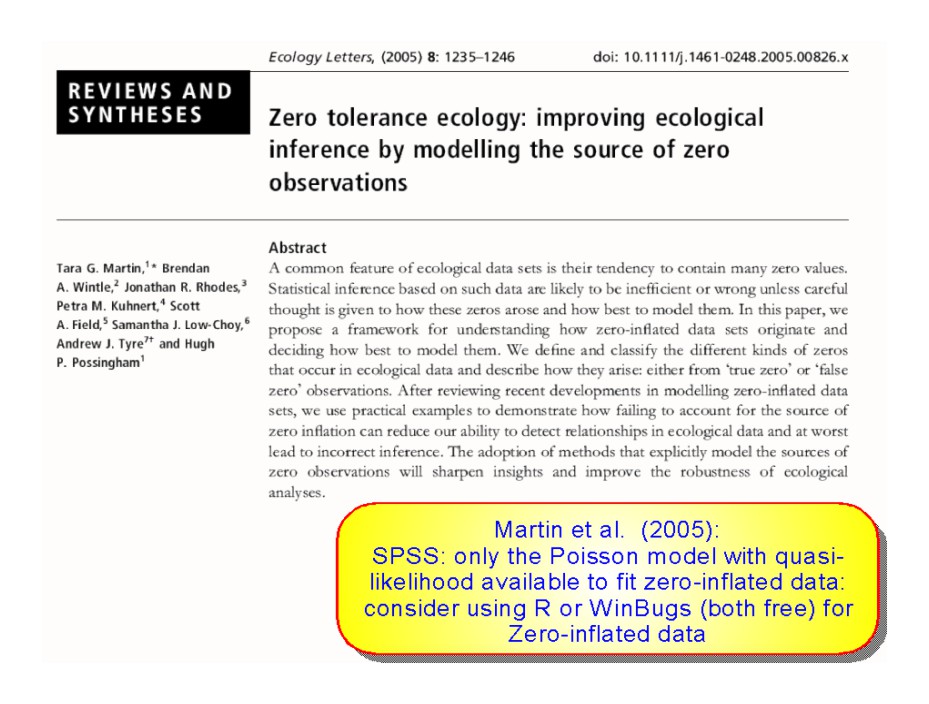 Ecology Letters, (2005) 8: 1235–1246 doi: 10.1111/j.1461-0248.2005.00826.x
REVIEWS AND
SYNTHESES
Zero tolerance ecology: improving ecological
inference by modelling the source of zero
observations
Tara G. Martin,¹* Brendan
A. Wintle,² Jonathan R. Rhodes,³
Petra M. Kuhnert,⁴ Scott
A. Field,⁵ Samantha J. Low-Choy,⁶
Andrew J. Tyre⁷† and Hugh
P. Possingham¹
Abstract
A common feature of ecological data sets is their tendency to contain many zero values.
Statistical inference based on such data are likely to be inefficient or wrong unless careful
thought is given to how these zeros arose and how best to model them. In this paper, we
propose a framework for understanding how zero-inflated data sets originate and
deciding how best to model them. We define and classify the different kinds of zeros
that occur in ecological data and describe how they arise: either from 'true zero' or 'false
zero' observations. After reviewing recent developments in modelling zero-inflated data
sets, we use practical examples to demonstrate how failing to account for the source of
zero inflation can reduce our ability to detect relationships in ecological data and at worst
lead to incorrect inference. The adoption of methods that explicitly model the sources of
zero observations will sharpen insights and improve the robustness of ecological
analyses.
Martin et al. (2005):
SPSS: only the Poisson model with quasi-
likelihood available to fit zero-inflated data:
consider using R or WinBugs (both free) for
Zero-inflated data